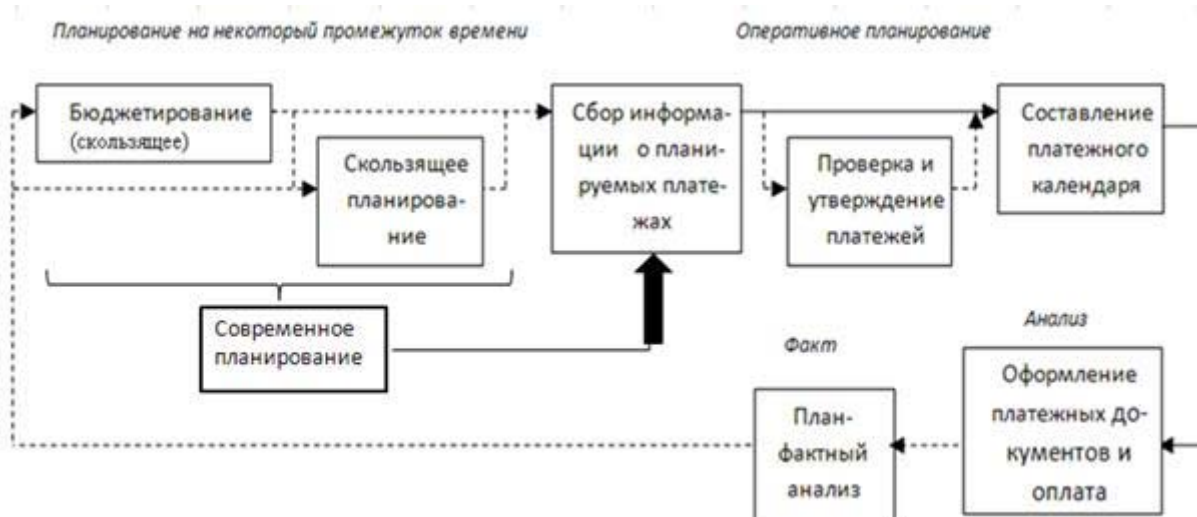 Планирование на некоторый промежуток времени
Оперативное планирование
Бюджетирование
(скользящее)
Скользящее
планирова-
ние
Сбор информа-
ции о плани-
руемых плате-
жах
Проверка и
утверждение
платежей
Составление
платежного
календаря
Современное
планирование
Факт
Анализ
План-
фактный
анализ
Оформление
платежных до-
кументов и
оплата